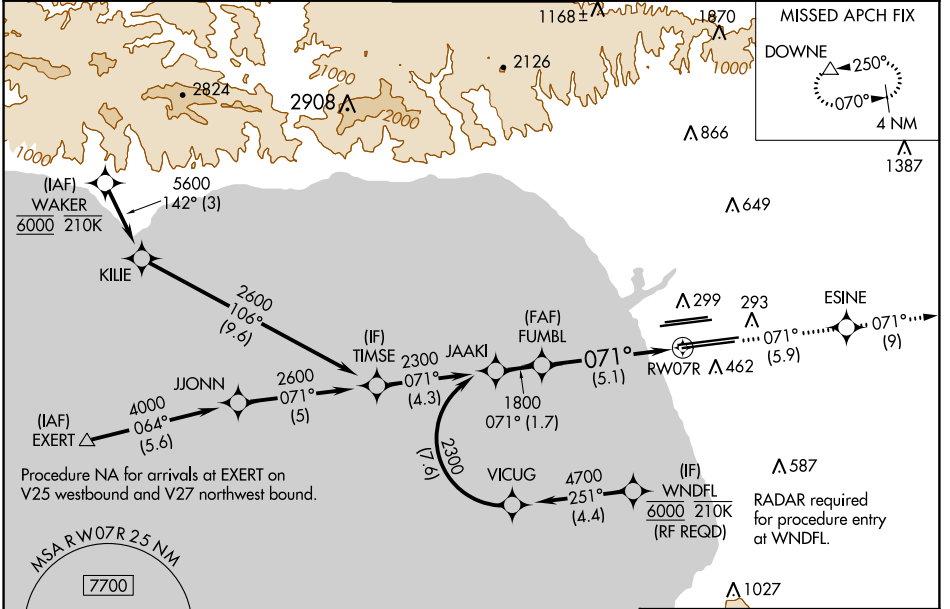 1168±
1870
MISSED APCH FIX
DOWNE
250°
070°
4 NM
1000
2126
1000
2824
2908
2000
866
1387
1000
(IAF)
WAKER
6000 210K
5600
142° (3)
649
KILIE
2600
106°
(9.6)
299
293
ESINE
(FAF)
FUMBL
(IF)
TIMSE
JAAKI
2300
071°
(4.3)
071°
(5.1)
RW07R
462
071°
(5.9)
071°
(9)
JJONN
2600
071°
(5)
1800
071° (1.7)
4000
064°
(5.6)
(IAF)
EXERT
2300
(7.6)
Procedure NA for arrivals at EXERT on
V25 westbound and V27 northwest bound.
VICUG
4700
251°
(4.4)
(IF)
WNDFL
6000 210K
(RF REQD)
587
RADAR required
for procedure entry
at WNDFL.
MSA RW07R 25 NM
7700
1027